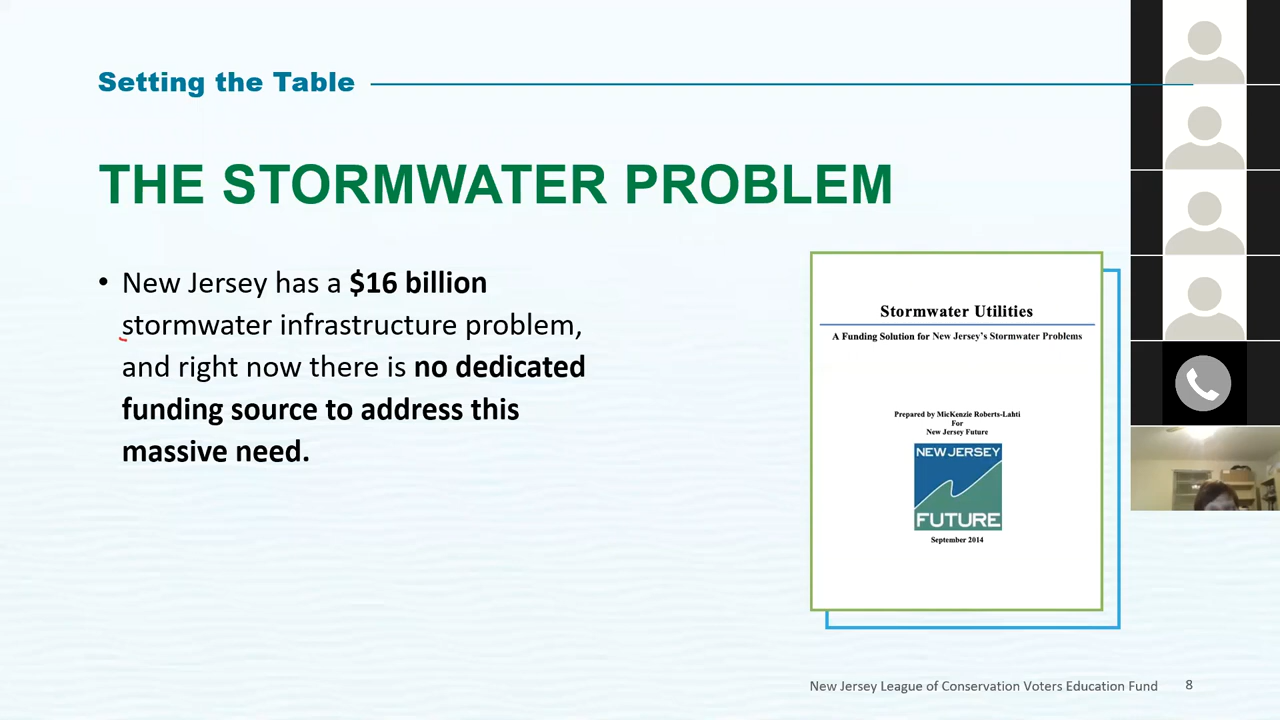 Setting the Table
THE STORMWATER PROBLEM
• New Jersey has a $16 billion
stormwater infrastructure problem,
and right now there is no dedicated
funding source to address this
massive need.
Stormwater Utilities
A Funding Solution for New Jersey's Stormwater Problems
Prepared by MicKenzie Roberts-Lahti
For
New Jersey Future
NEW JERSEY
FUTURE
September 2014
New Jersey League of Conservation Voters Education Fund 8